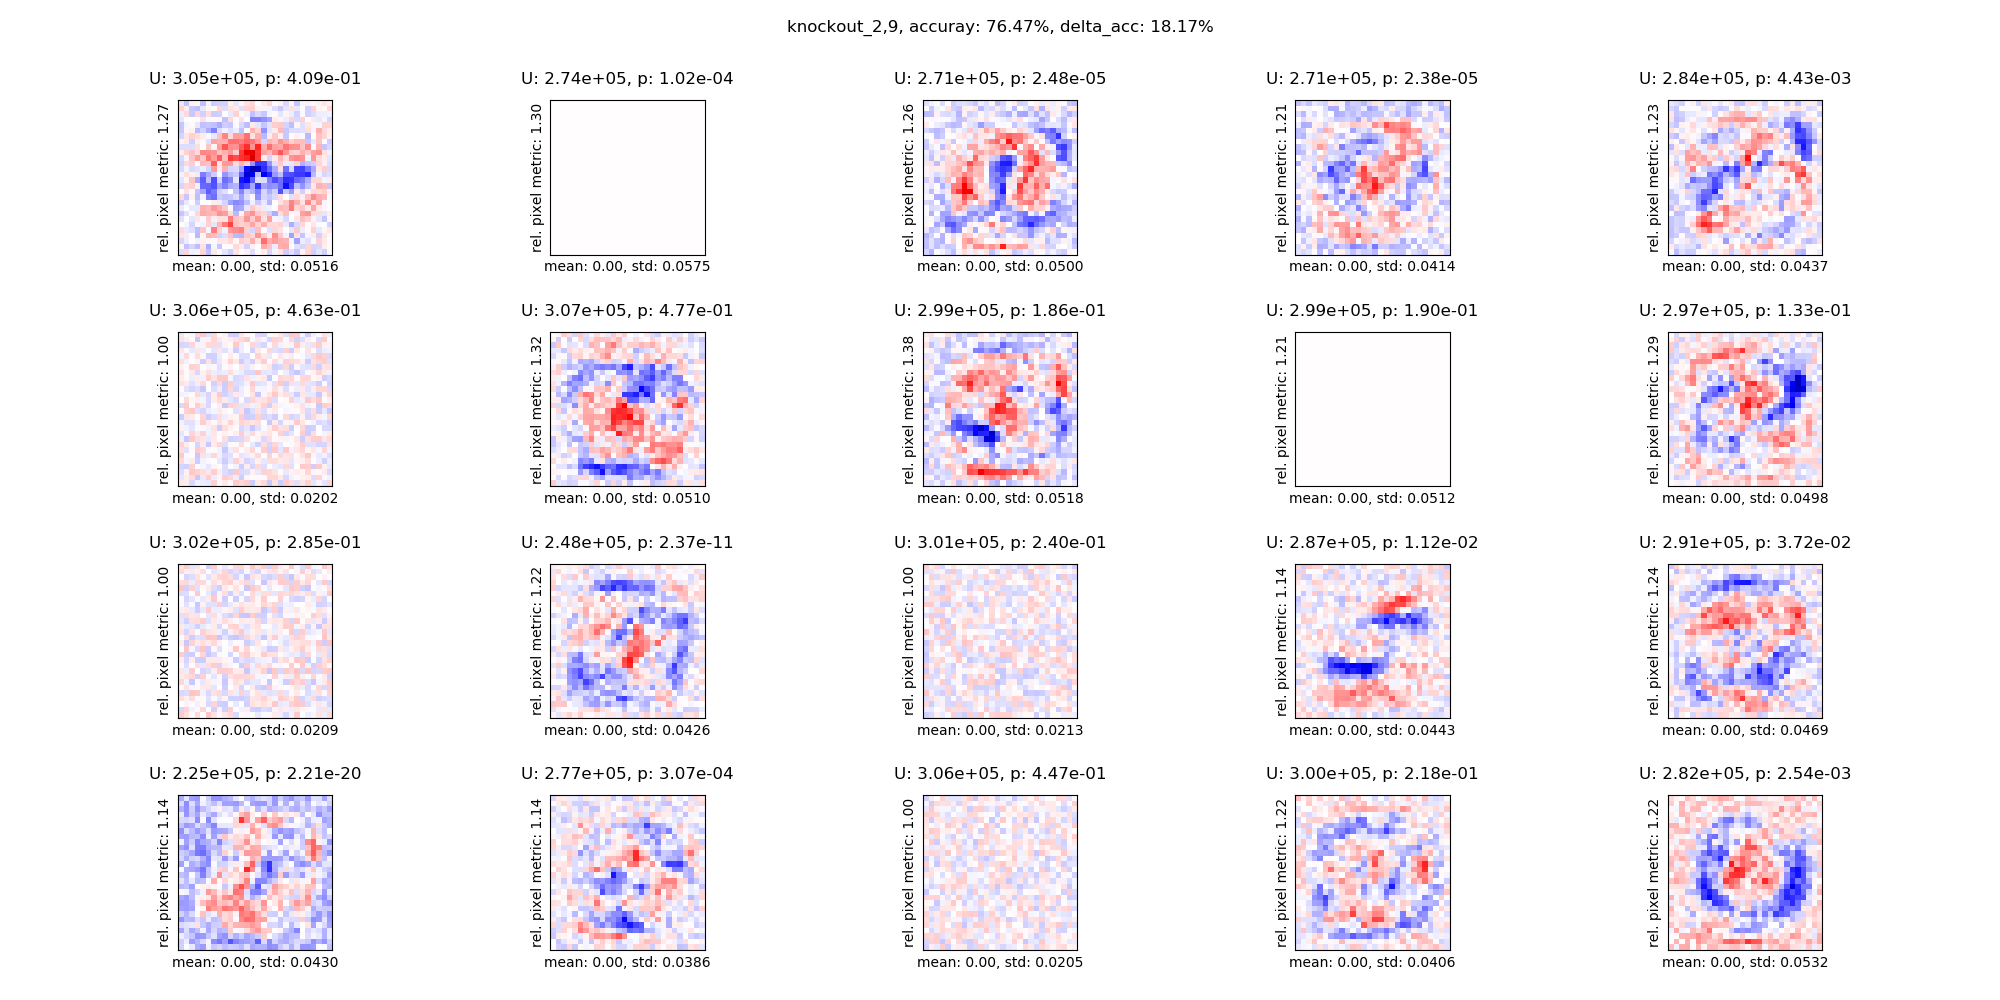 knockout_2,9, accuray: 76.47%, delta_acc: 18.17%
U: 3.05e+05, p: 4.09e-01
rel. pixel metric: 1.27
mean: 0.00, std: 0.0516
U: 2.74e+05, p: 1.02e-04
rel. pixel metric: 1.30
mean: 0.00, std: 0.0575
U: 2.71e+05, p: 2.48e-05
rel. pixel metric: 1.26
mean: 0.00, std: 0.0500
U: 2.71e+05, p: 2.38e-05
rel. pixel metric: 1.21
mean: 0.00, std: 0.0414
U: 2.84e+05, p: 4.43e-03
rel. pixel metric: 1.23
mean: 0.00, std: 0.0437
U: 3.06e+05, p: 4.63e-01
rel. pixel metric: 1.00
mean: 0.00, std: 0.0202
U: 3.07e+05, p: 4.77e-01
rel. pixel metric: 1.32
mean: 0.00, std: 0.0510
U: 2.99e+05, p: 1.86e-01
rel. pixel metric: 1.38
mean: 0.00, std: 0.0518
U: 2.99e+05, p: 1.90e-01
rel. pixel metric: 1.21
mean: 0.00, std: 0.0512
U: 2.97e+05, p: 1.33e-01
rel. pixel metric: 1.29
mean: 0.00, std: 0.0498
U: 3.02e+05, p: 2.85e-01
rel. pixel metric: 1.00
mean: 0.00, std: 0.0209
U: 2.48e+05, p: 2.37e-11
rel. pixel metric: 1.22
mean: 0.00, std: 0.0426
U: 3.01e+05, p: 2.40e-01
rel. pixel metric: 1.00
mean: 0.00, std: 0.0213
U: 2.87e+05, p: 1.12e-02
rel. pixel metric: 1.14
mean: 0.00, std: 0.0443
U: 2.91e+05, p: 3.72e-02
rel. pixel metric: 1.24
mean: 0.00, std: 0.0469
U: 2.25e+05, p: 2.21e-20
rel. pixel metric: 1.14
mean: 0.00, std: 0.0430
U: 2.77e+05, p: 3.07e-04
rel. pixel metric: 1.14
mean: 0.00, std: 0.0386
U: 3.06e+05, p: 4.47e-01
rel. pixel metric: 1.00
mean: 0.00, std: 0.0205
U: 3.00e+05, p: 2.18e-01
rel. pixel metric: 1.22
mean: 0.00, std: 0.0406
U: 2.82e+05, p: 2.54e-03
rel. pixel metric: 1.22
mean: 0.00, std: 0.0532